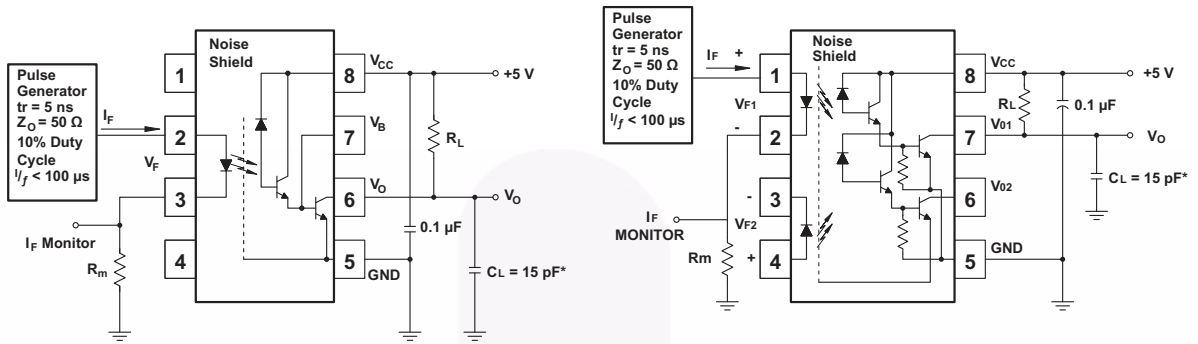 Pulse
Generator
tr = 5 ns
ZO = 50 Ω
10% Duty
Cycle
I/f < 100 µs
IF
VF
IF Monitor
Rm
Noise
Shield
1
2
3
4
8
7
6
5
VCC
VB
VO
GND
+5 V
RL
VO
0.1 µF
CL = 15 pF*
Pulse
Generator
tr = 5 ns
ZO = 50 Ω
10% Duty
Cycle
I/f < 100 µs
IF
+
VF1
-
-
VF2
+
IF
MONITOR
Rm
Noise
Shield
1
2
3
4
8
7
6
5
VCC
V01
V02
GND
+5 V
RL
0.1 µF
VO
CL = 15 pF*